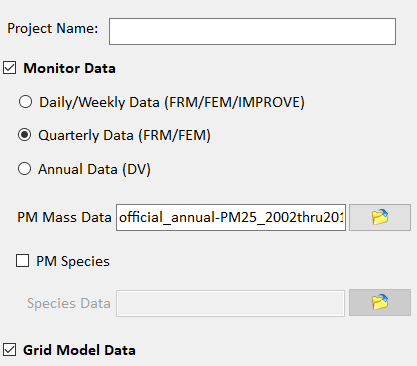 Project Name:
Monitor Data
Daily/Weekly Data (FRM/FEM/IMPROVE)
Quarterly Data (FRM/FEM)
Annual Data (DV)
PM Mass Data official_annual-PM25_2002thru201
PM Species
Species Data
Grid Model Data